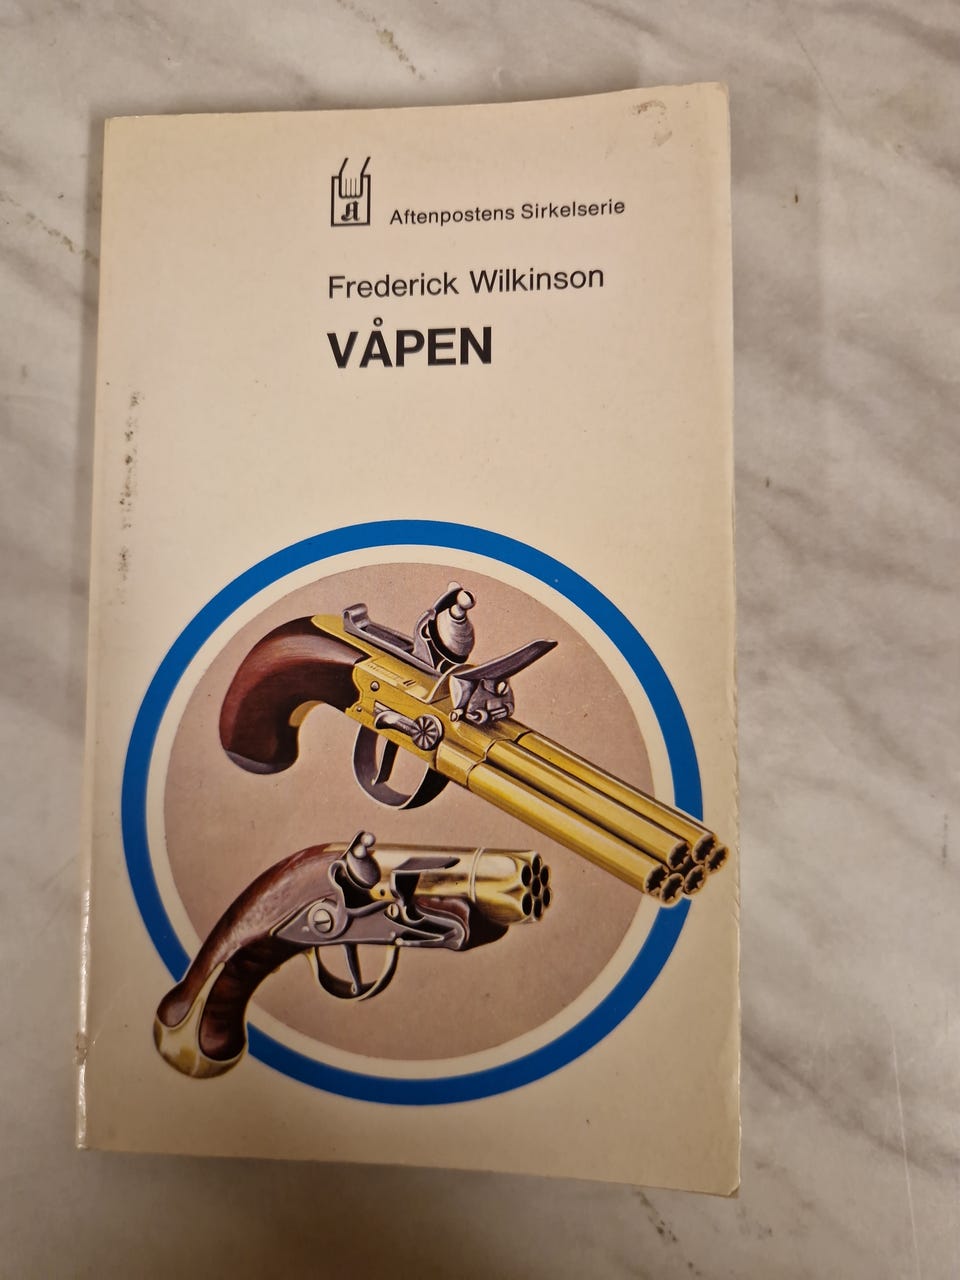 A
Aftenpostens Sirkelserie
Frederick Wilkinson
VÅPEN